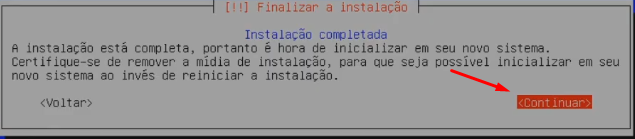 [!!] Finalizar a instalação
Instalação completada
A instalação está completa, portanto é hora de inicializar em seu novo sistema.
Certifique-se de remover a mídia de instalação, para que seja possível inicializar em seu
novo sistema ao invés de reiniciar a instalação.
<Voltar> <Continuar>